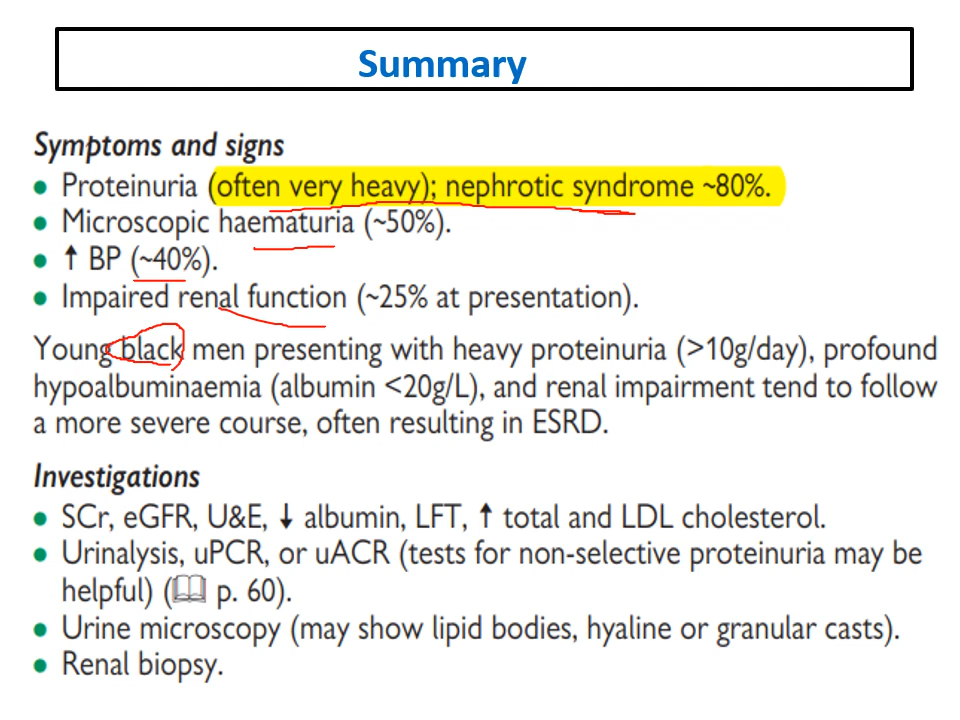 Summary
Symptoms and signs
● Proteinuria (often very heavy); nephrotic syndrome ~80%.
● Microscopic haematuria (~50%).
● ↑ BP (~40%).
● Impaired renal function (~25% at presentation).
Young black men presenting with heavy proteinuria (>10g/day), profound
hypoalbuminaemia (albumin <20g/L), and renal impairment tend to follow
a more severe course, often resulting in ESRD.
Investigations
● SCr, eGFR, U&E, ↓ albumin, LFT, ↑ total and LDL cholesterol.
● Urinalysis, uPCR, or uACR (tests for non-selective proteinuria may be
helpful) (📖 p. 60).
● Urine microscopy (may show lipid bodies, hyaline or granular casts).
● Renal biopsy.